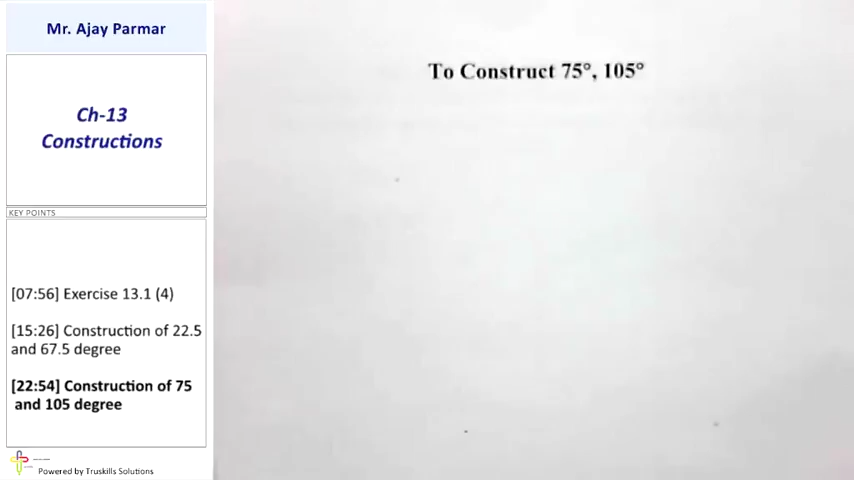 Mr. Ajay Parmar
Ch-13
Constructions
KEY POINTS
[07:56] Exercise 13.1 (4)
[15:26] Construction of 22.5
and 67.5 degree
[22:54] Construction of 75
and 105 degree
Powered by Truskills Solutions
To Construct 75°, 105°